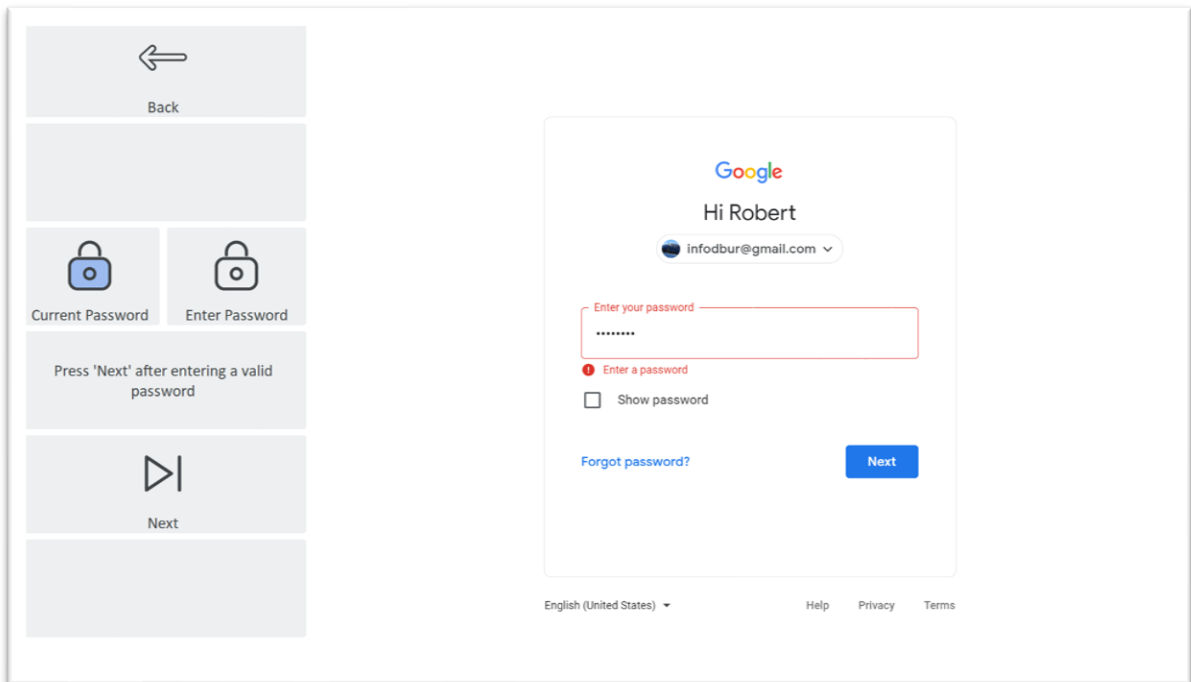 Back
Current Password
Enter Password
Press 'Next' after entering a valid
password
Next
Google
Hi Robert
infodbur@gmail.com
Enter your password
••••••••
Enter a password
Show password
Forgot password?
Next
English (United States)
Help
Privacy
Terms